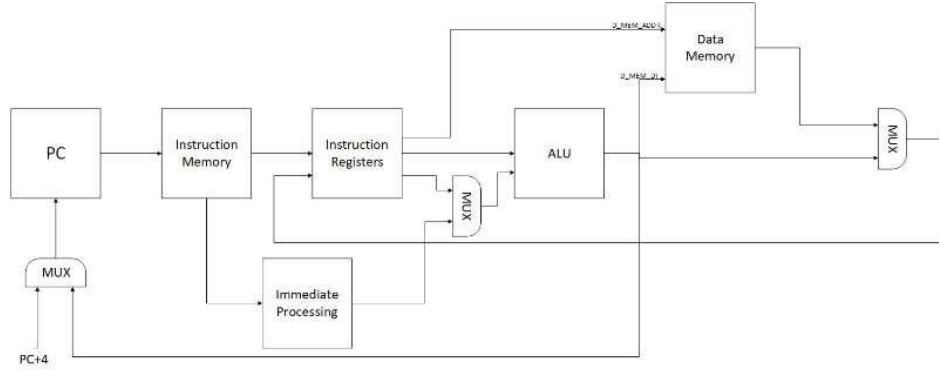 D_MEM_ADDR
Data
Memory
D_MEM_DI
PC
Instruction
Memory
Instruction
Registers
ALU
MUX
MUX
MUX
Immediate
Processing
PC+4